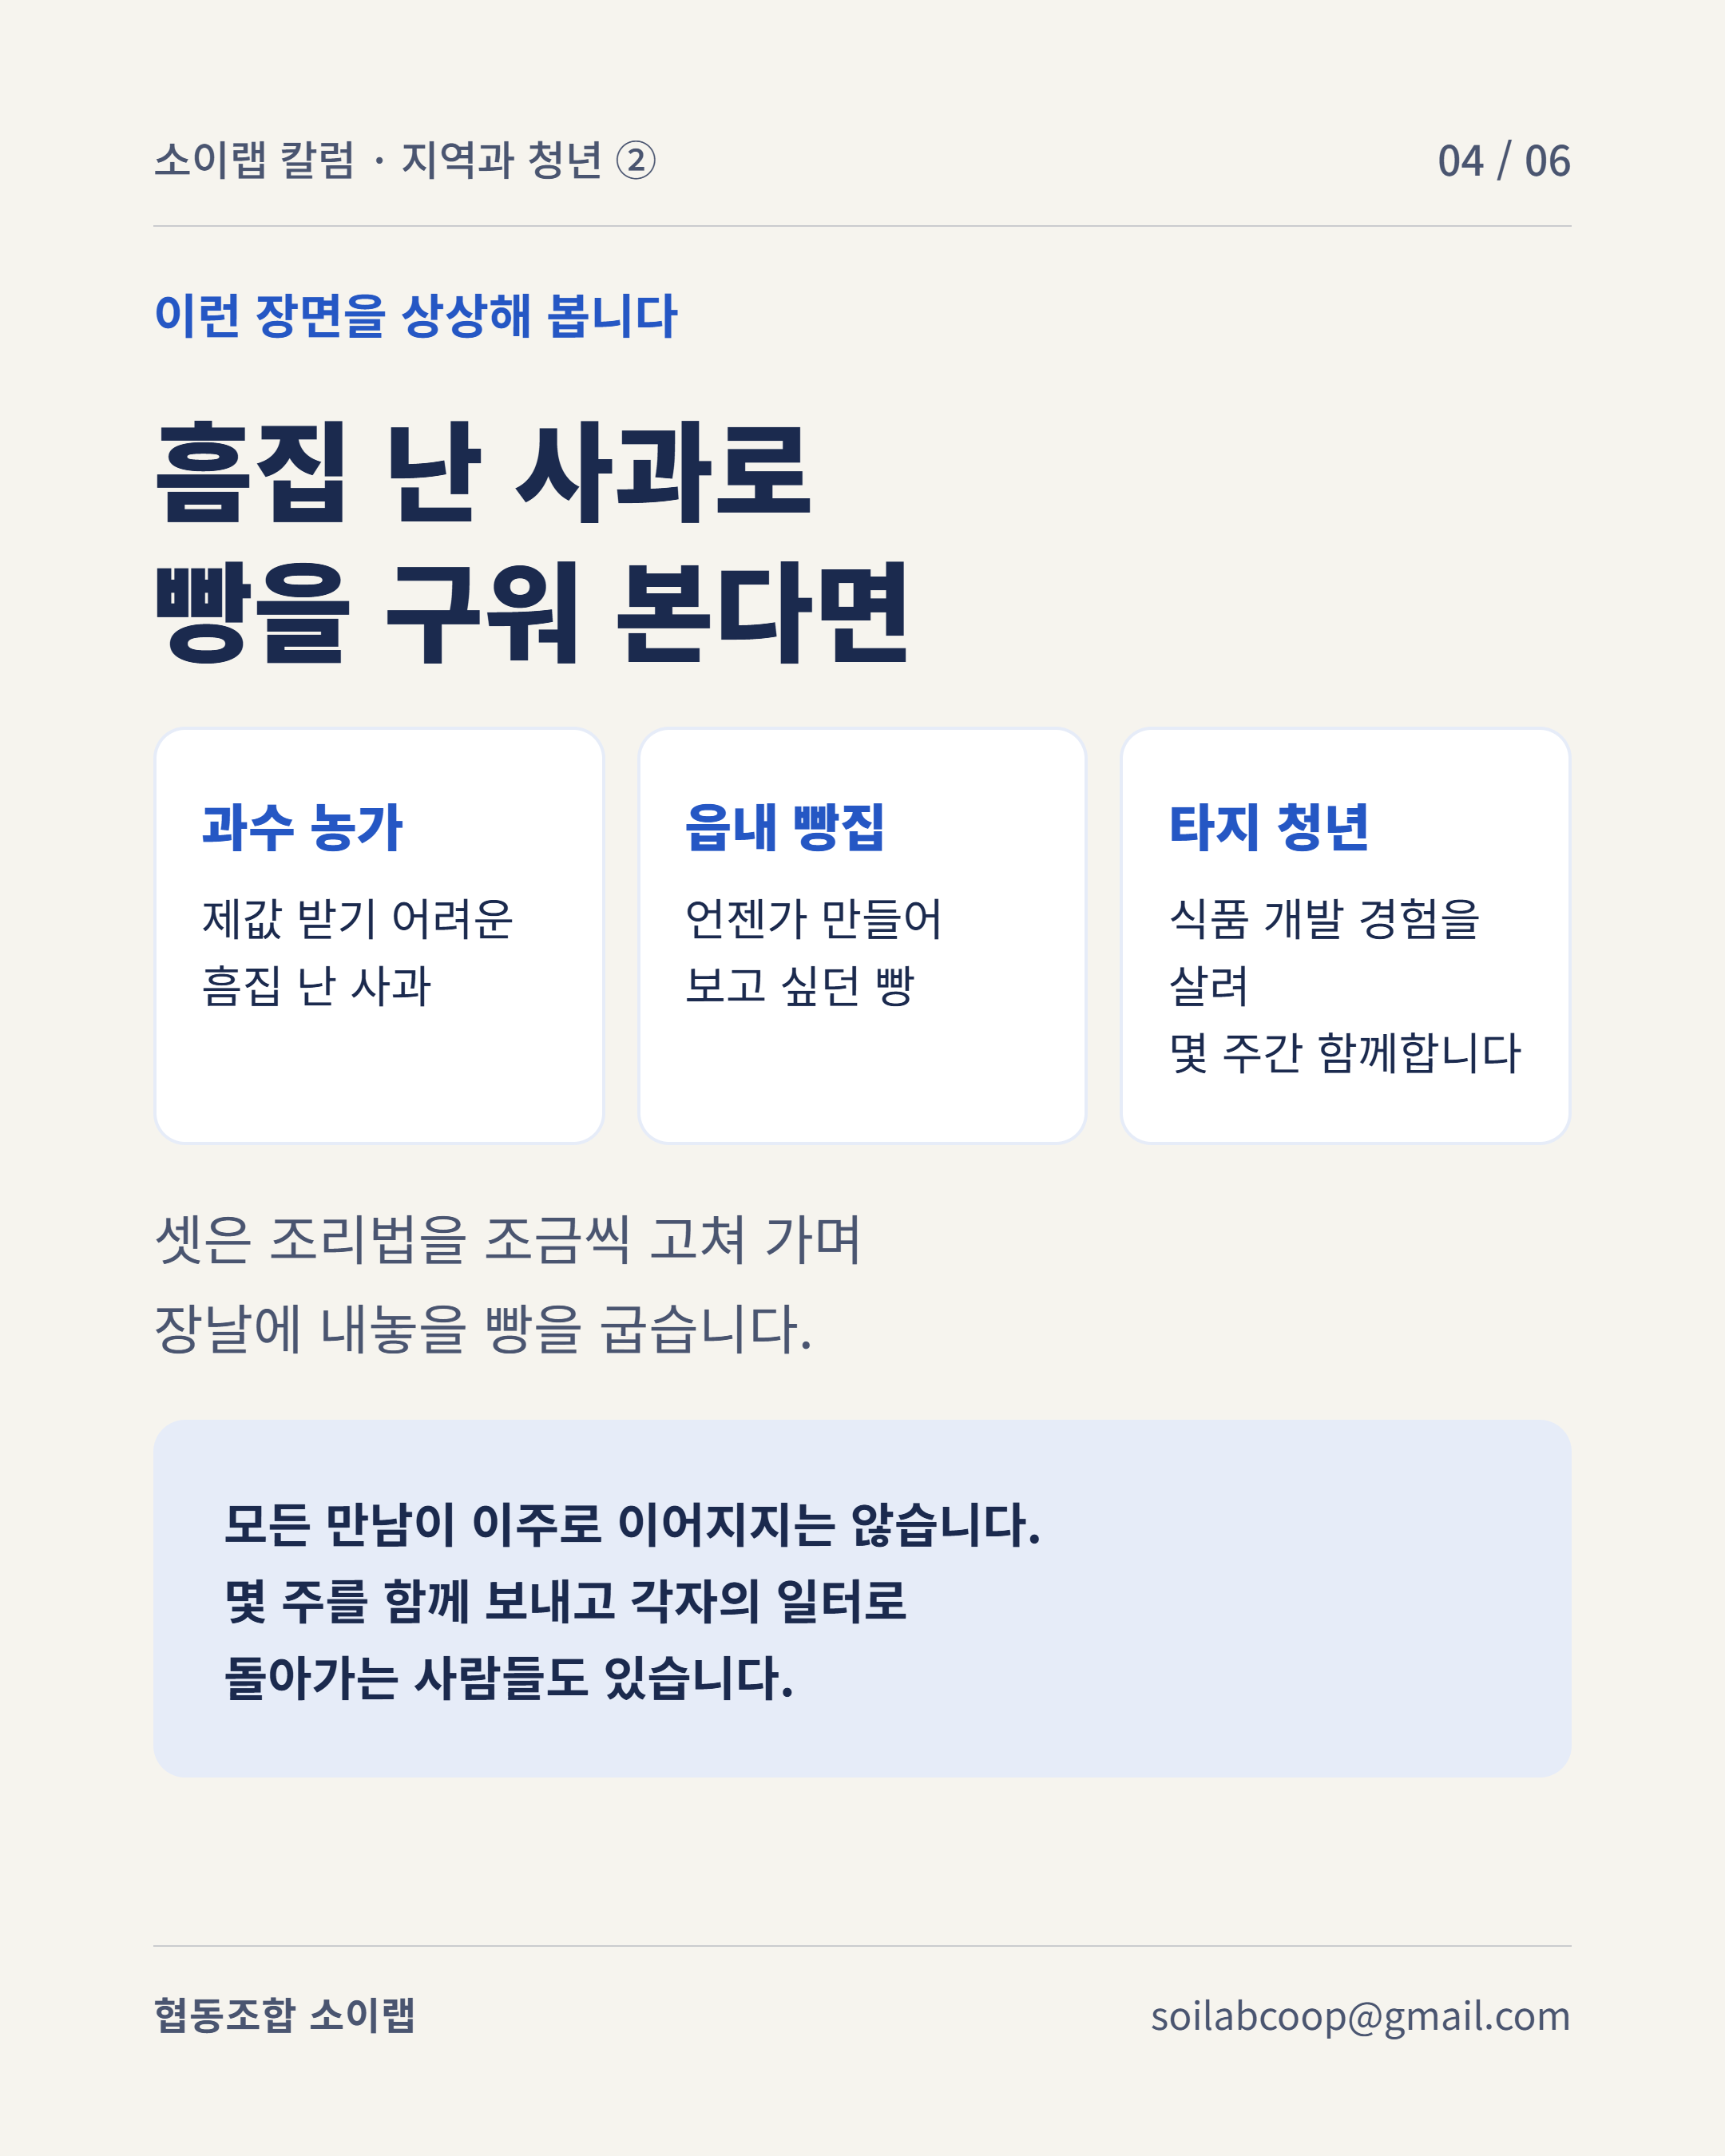 소이랩 칼럼 · 지역과 청년 ②
04 / 06
이런 장면을 상상해 봅니다
흠집 난 사과로
빵을 구워 본다면
과수 농가
제값 받기 어려운
흠집 난 사과
읍내 빵집
언젠가 만들어
보고 싶던 빵
타지 청년
식품 개발 경험을
살려
몇 주간 함께합니다
셋은 조리법을 조금씩 고쳐 가며
장날에 내놓을 빵을 굽습니다.
모든 만남이 이주로 이어지지는 않습니다.
몇 주를 함께 보내고 각자의 일터로
돌아가는 사람들도 있습니다.
협동조합 소이랩
soilabcoop@gmail.com